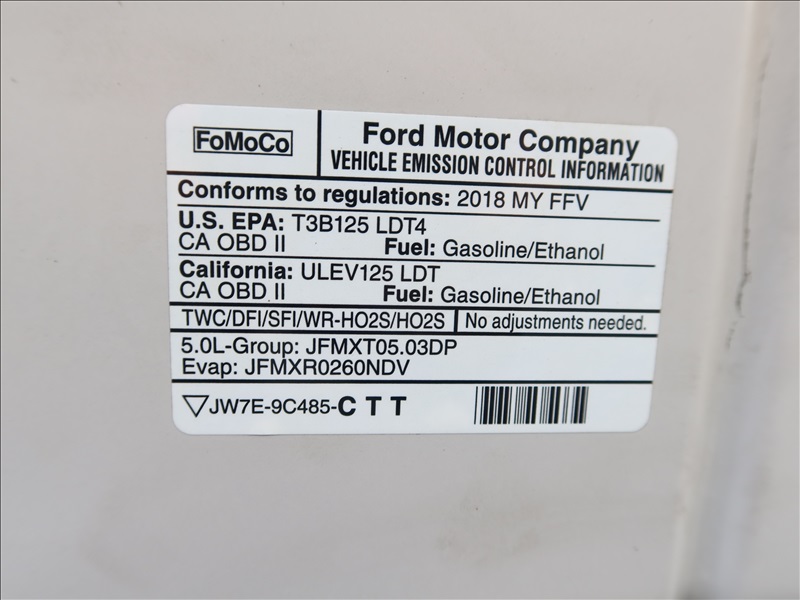 FoMoCo
Ford Motor Company
VEHICLE EMISSION CONTROL INFORMATION
Conforms to regulations: 2018 MY FFV
U.S. EPA: T3B125 LDT4
CA OBD II Fuel: Gasoline/Ethanol
California: ULEV125 LDT
CA OBD II Fuel: Gasoline/Ethanol
TWC/DFI/SFI/WR-HO2S/HO2S No adjustments needed.
5.0L-Group: JFMXT05.03DP
Evap: JFMXR0260NDV
JW7E-9C485-CTT